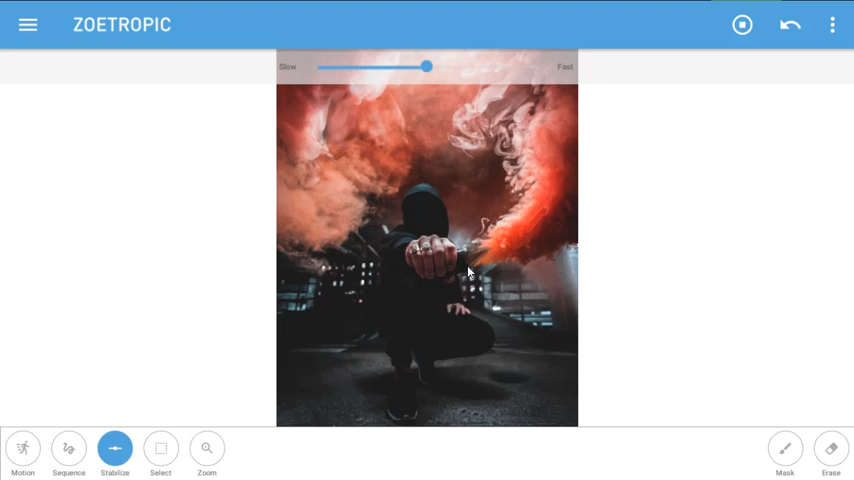 ZOETROPIC
Slow Fast
Motion Sequence Stabilize Select Zoom Mask Erase